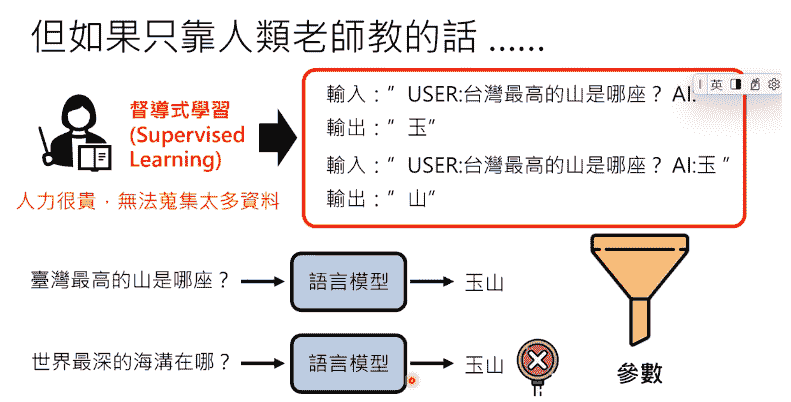 但如果只靠人類老師教的話 ......
督導式學習
(Supervised
Learning)
人力很貴，無法蒐集太多資料
輸入：” USER:台灣最高的山是哪座？ AI:
輸出：” 玉”
輸入：” USER:台灣最高的山是哪座？ AI:玉 ”
輸出：” 山”
英
臺灣最高的山是哪座？
語言模型
玉山
世界最深的海溝在哪？
語言模型
玉山
參數